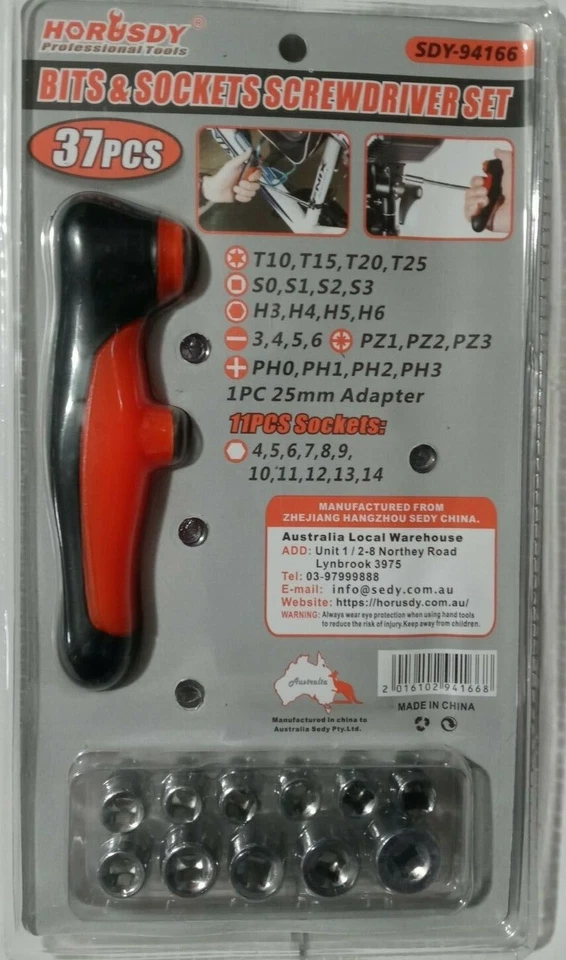 HORUSDY
Professional Tools
SDY-94166
BITS & SOCKETS SCREWDRIVER SET
37PCS
T10,T15,T20,T25
S0,S1,S2,S3
H3,H4,H5,H6
3,4,5,6 PZ1,PZ2,PZ3
PH0,PH1,PH2,PH3
1PC 25mm Adapter
11PCS Sockets:
4,5,6,7,8,9,
10,11,12,13,14
MANUFACTURED FROM
ZHEJIANG HANGZHOU SEDY CHINA.
Australia Local Warehouse
ADD: Unit 1 / 2-8 Northey Road
Lynbrook 3975
Tel: 03-97999888
E-mail: info@sedy.com.au
Website: https://horusdy.com.au/
WARNING: Always wear eye protection when using hand tools
to reduce the risk of injury.Keep away from children.
Australia
Manufactured in china to
Australia Sedy Pty.Ltd.
2 016102 941668
MADE IN CHINA